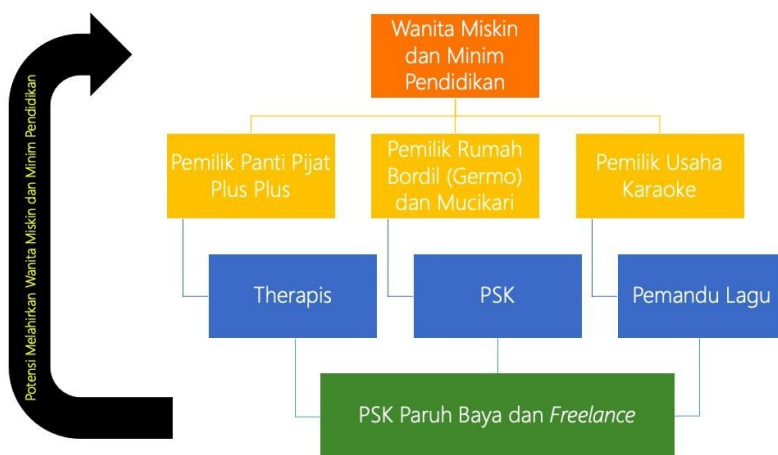 Wanita Miskin
dan Minim
Pendidikan
Pemilik Panti Pijat
Plus Plus
Pemilik Rumah
Bordil (Germo)
dan Mucikari
Pemilik Usaha
Karaoke
Therapis
PSK
Pemandu Lagu
PSK Paruh Baya dan Freelance
Potensi Melahirkan Wanita Miskin dan Minim Pendidikan